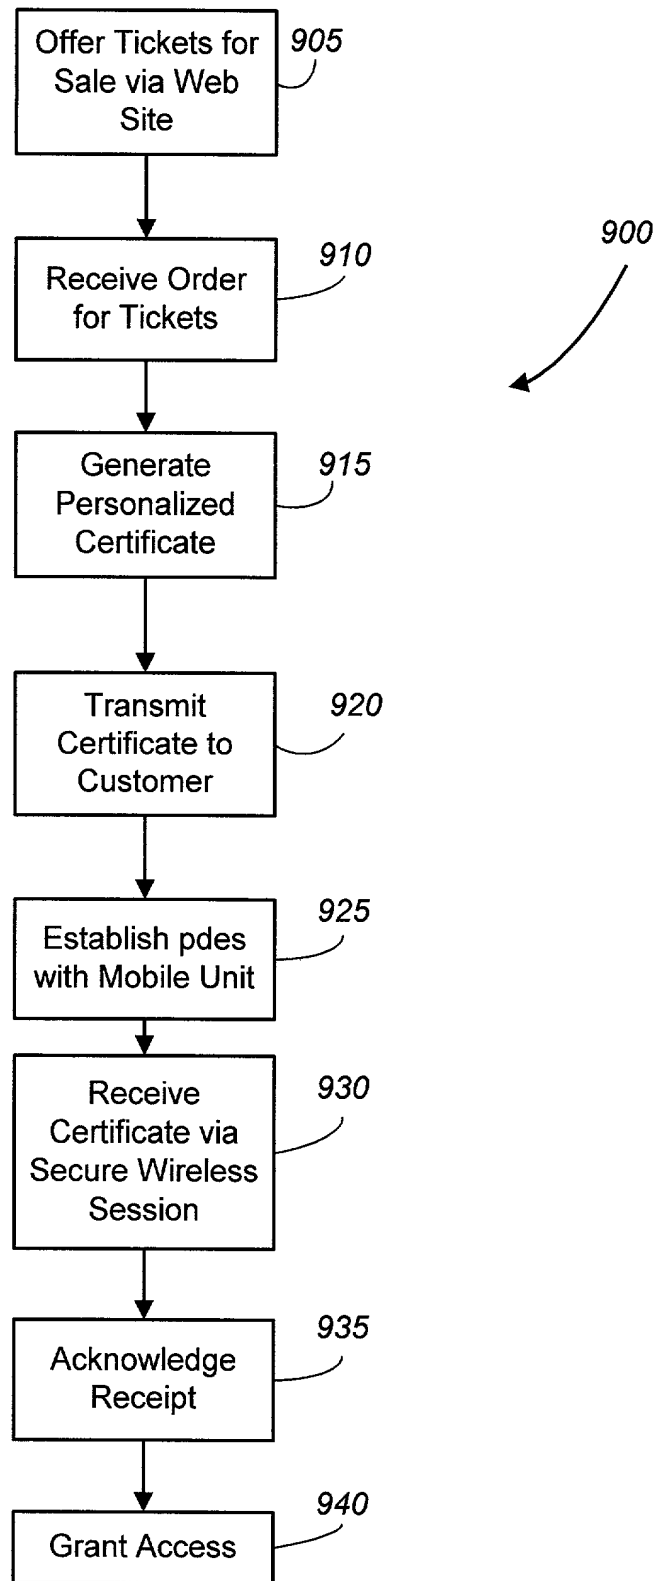 Offer Tickets for
Sale via Web
Site
905
900
Receive Order
for Tickets
910
Generate
Personalized
Certificate
915
Transmit
Certificate to
Customer
920
Establish pdes
with Mobile Unit
925
Receive
Certificate via
Secure Wireless
Session
930
Acknowledge
Receipt
935
Grant Access
940